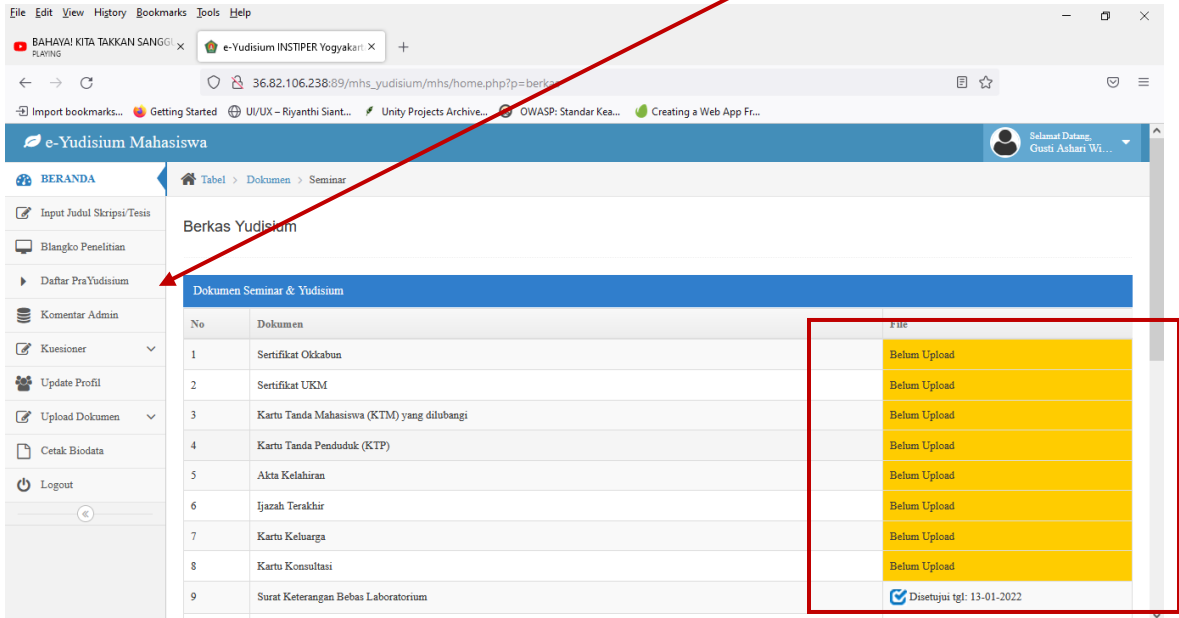 File Edit View History Bookmarks Tools Help
BAHAYA! KITA TAKKAN SANGGU
PLAYING
e-Yudisium INSTIPER Yogyakart
36.82.106.238:89/mhs_yudisium/mhs/home.php?p=berkas
Import bookmarks... Getting Started UI/UX – Riyanthi Siant... Unity Projects Archive... OWASP: Standar Kea... Creating a Web App Fr...
e-Yudisium Mahasiswa
Selamat Datang,
Gusti Ashari Wi...
BERANDA
Tabel > Dokumen > Seminar
Input Judul Skripsi/Tesis
Blangko Penelitian
Daftar PraYudisium
Komentar Admin
Kuesioner
Update Profil
Upload Dokumen
Cetak Biodata
Logout
Berkas Yudisium
Dokumen Seminar & Yudisium
No Dokumen File
1 Sertifikat Okkabun Belum Upload
2 Sertifikat UKM Belum Upload
3 Kartu Tanda Mahasiswa (KTM) yang dilubangi Belum Upload
4 Kartu Tanda Penduduk (KTP) Belum Upload
5 Akta Kelahiran Belum Upload
6 Ijazah Terakhir Belum Upload
7 Kartu Keluarga Belum Upload
8 Kartu Konsultasi Belum Upload
9 Surat Keterangan Bebas Laboratorium Disetujui tgl: 13-01-2022